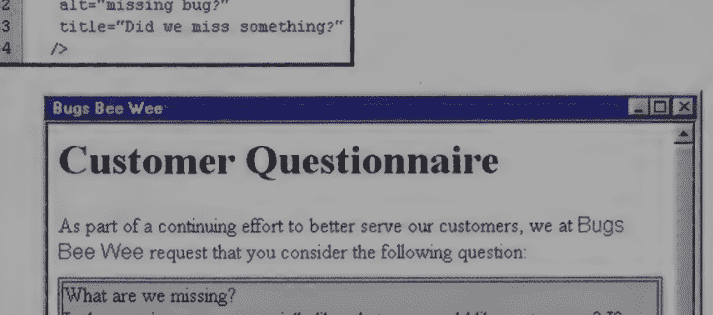 2 alt="missing bug?"
3 title="Did we miss something?"
4 />
Bugs Bee Wee
Customer Questionnaire
As part of a continuing effort to better serve our customers, we at Bugs
Bee Wee request that you consider the following question:
What are we missing?